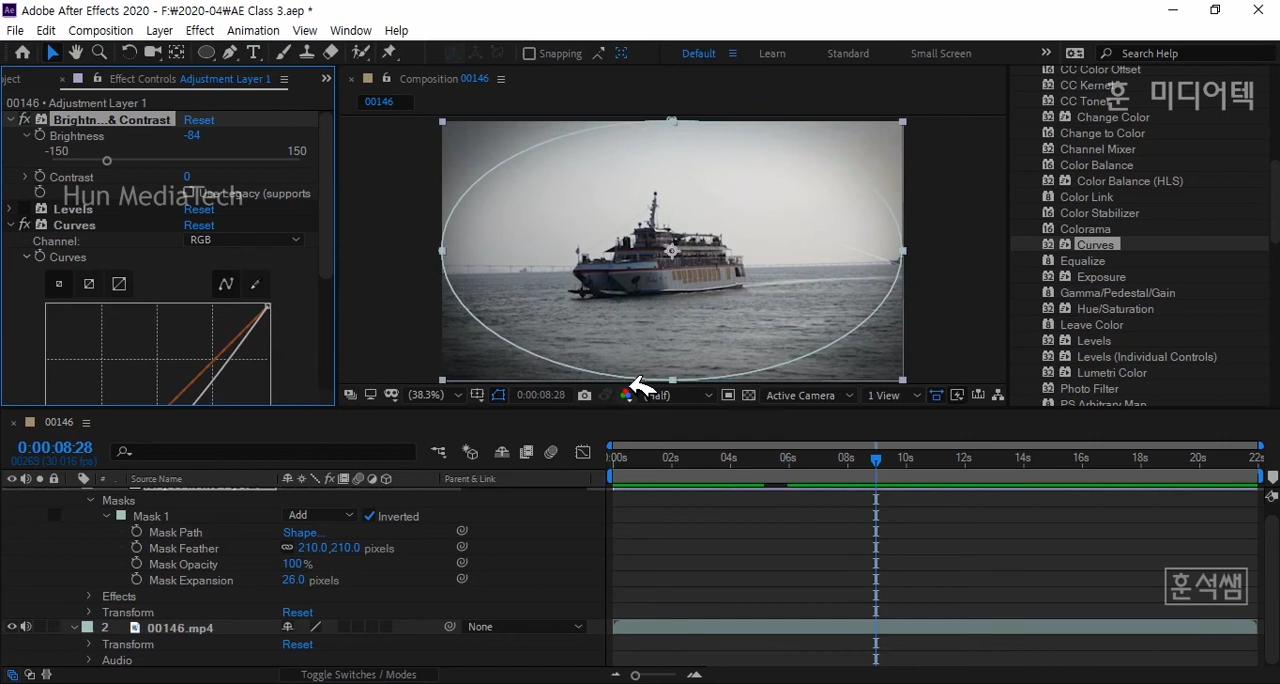 Adobe After Effects 2020 - F:₩2020-04₩AE Class 3.aep *
File Edit Composition Layer Effect Animation View Window Help
Snapping Default Learn Standard Small Screen Search Help
oject Effect Controls Adjustment Layer 1
00146 • Adjustment Layer 1
Brightn...& Contrast Reset
Brightness -84
-150 150
Contrast 0
Use Legacy (supports
Hun MediaTech
Levels Reset
Curves Reset
Channel: RGB
Curves
Composition 00146
00146
(38.3%) 0:00:08:28 Active Camera 1 View
CC Color Offset
CC Kernel
CC Toner
훈 미디어텍
Change Color
Change to Color
Channel Mixer
Color Balance
Color Balance (HLS)
Color Link
Color Stabilizer
Colorama
Curves
Equalize
Exposure
Gamma/Pedestal/Gain
Hue/Saturation
Leave Color
Levels
Levels (Individual Controls)
Lumetri Color
Photo Filter
PS Arbitrary Map
00146
0:00:08:28
00269 (30.016 fps)
:00s 02s 04s 06s 08s 10s 12s 14s 16s 18s 20s 22s
# Source Name Parent & Link
Masks
Mask 1 Add Inverted
Mask Path Shape...
Mask Feather 210.0,210.0 pixels
Mask Opacity 100%
Mask Expansion 26.0 pixels
Effects
Transform Reset
2 00146.mp4 None
Transform Reset
Audio
훈석쌤
Toggle Switches / Modes